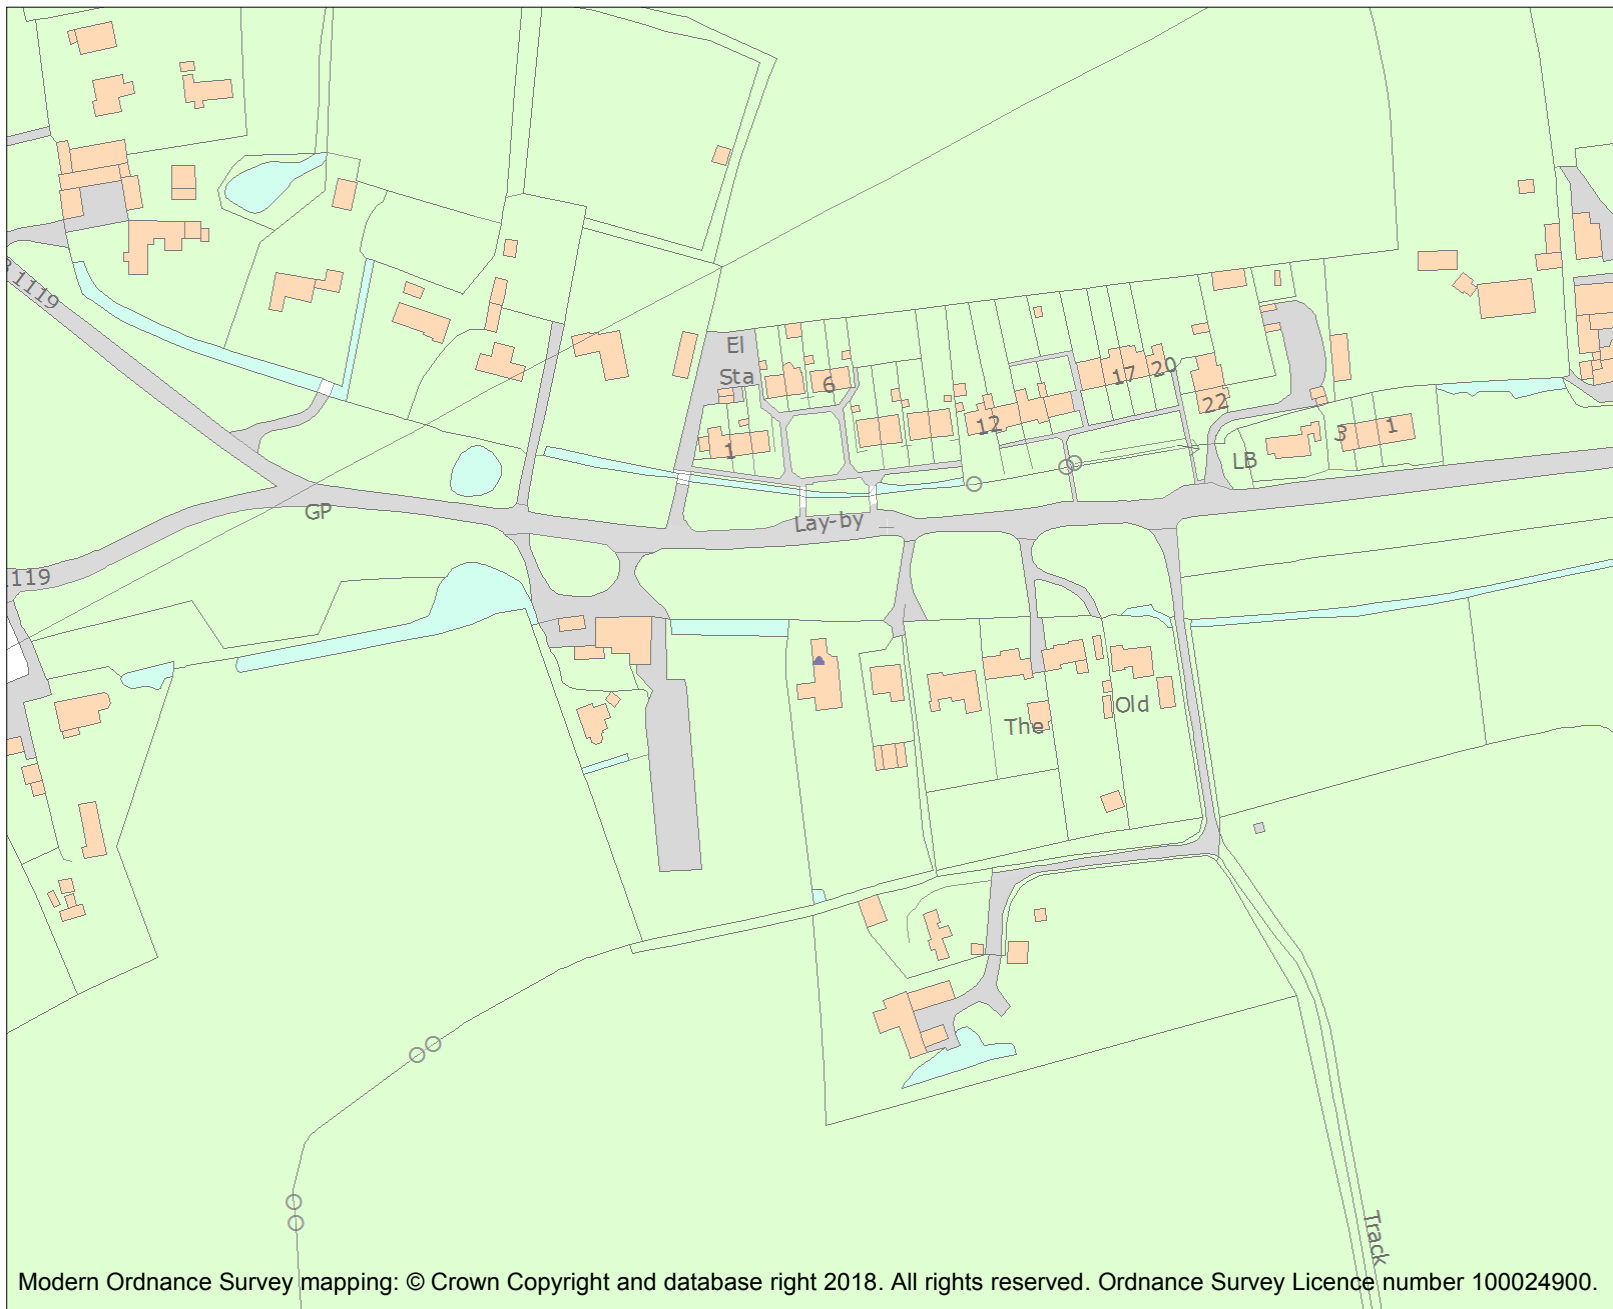 1119
El
Sta
6
17
20
22
12
1
3
1
LB
GP
Lay-by
1119
Old
The
Track
Modern Ordnance Survey mapping: © Crown Copyright and database right 2018. All rights reserved. Ordnance Survey Licence number 100024900.